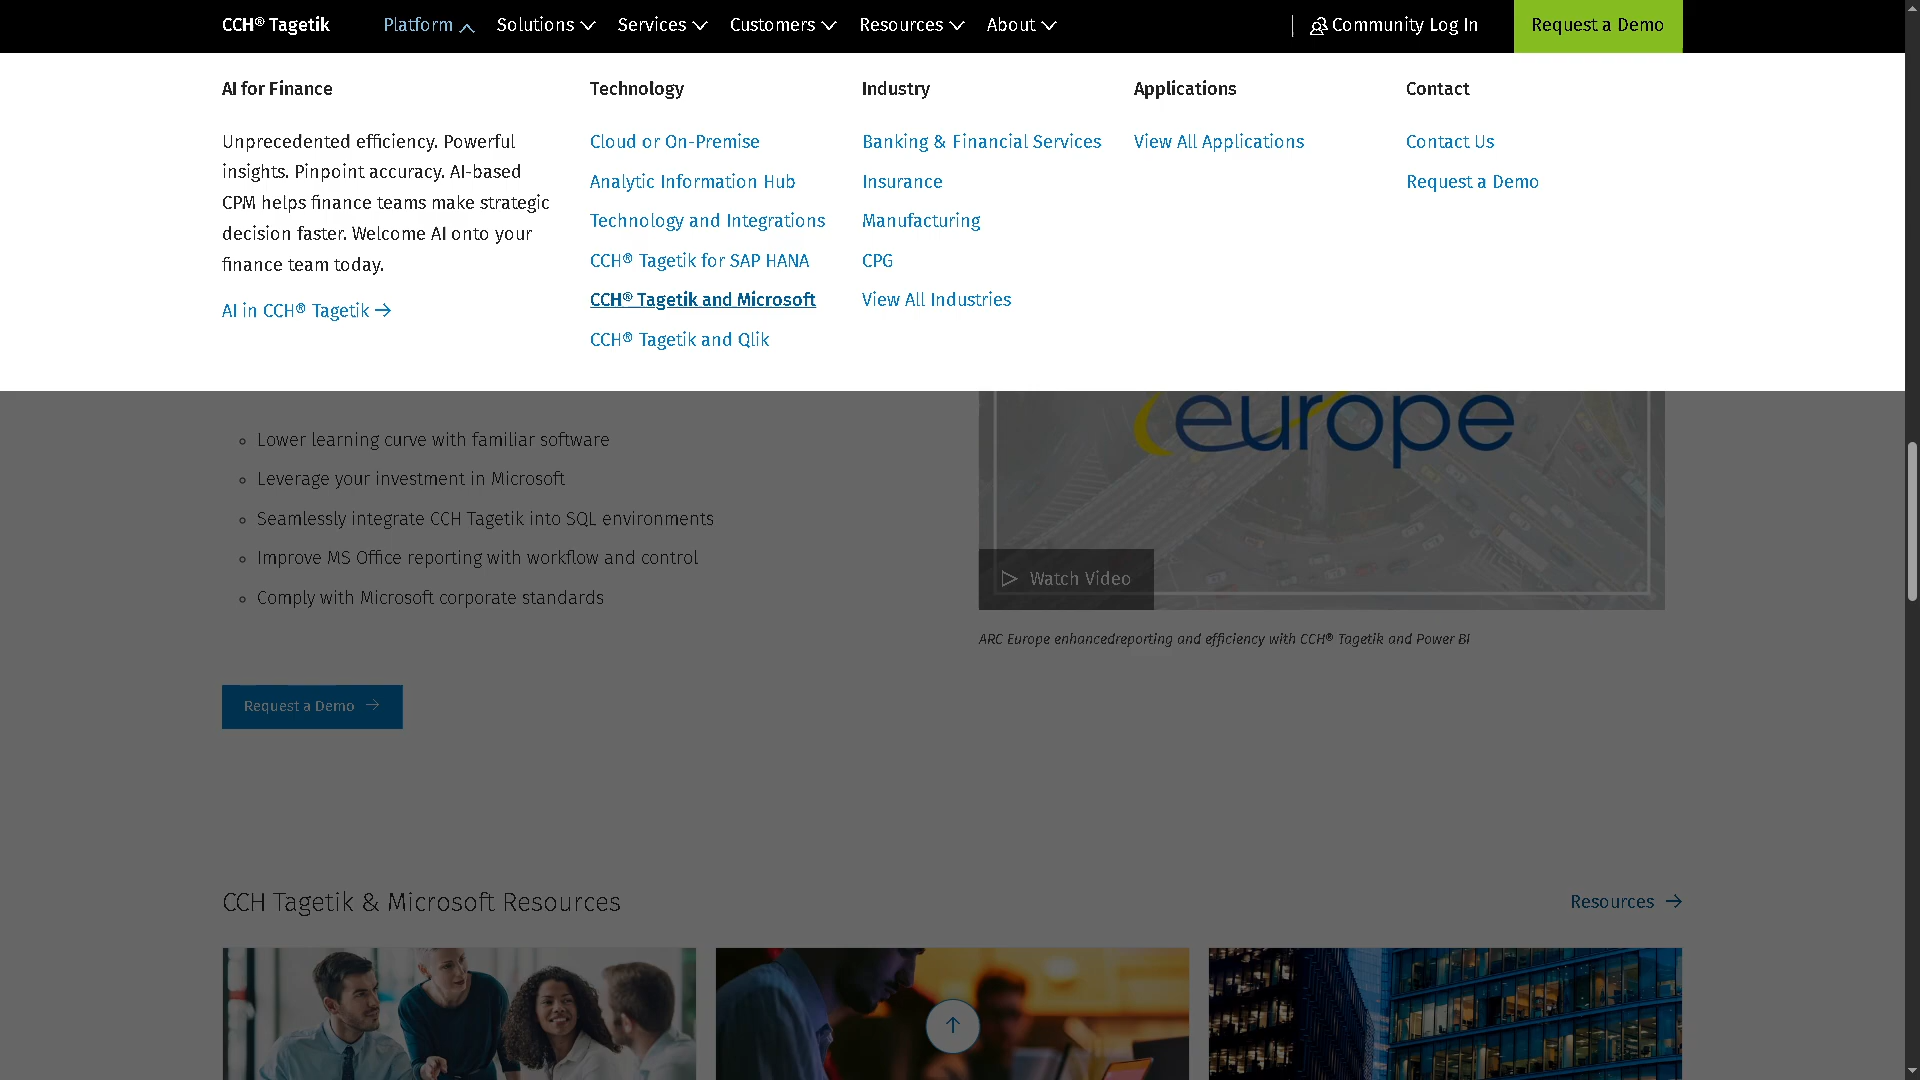 CCH® Tagetik
Platform
Solutions
Services
Customers
Resources
About
Community Log In
Request a Demo
AI for Finance
Unprecedented efficiency. Powerful
insights. Pinpoint accuracy. AI-based
CPM helps finance teams make strategic
decision faster. Welcome AI onto your
finance team today.
AI in CCH® Tagetik
Technology
Cloud or On-Premise
Analytic Information Hub
Technology and Integrations
CCH® Tagetik for SAP HANA
CCH® Tagetik and Microsoft
CCH® Tagetik and Qlik
Industry
Banking & Financial Services
Insurance
Manufacturing
CPG
View All Industries
Applications
View All Applications
Contact
Contact Us
Request a Demo
Lower learning curve with familiar software
Leverage your investment in Microsoft
Seamlessly integrate CCH Tagetik into SQL environments
Improve MS Office reporting with workflow and control
Comply with Microsoft corporate standards
Request a Demo
europe
Watch Video
ARC Europe enhancedreporting and efficiency with CCH® Tagetik and Power BI
CCH Tagetik & Microsoft Resources
Resources